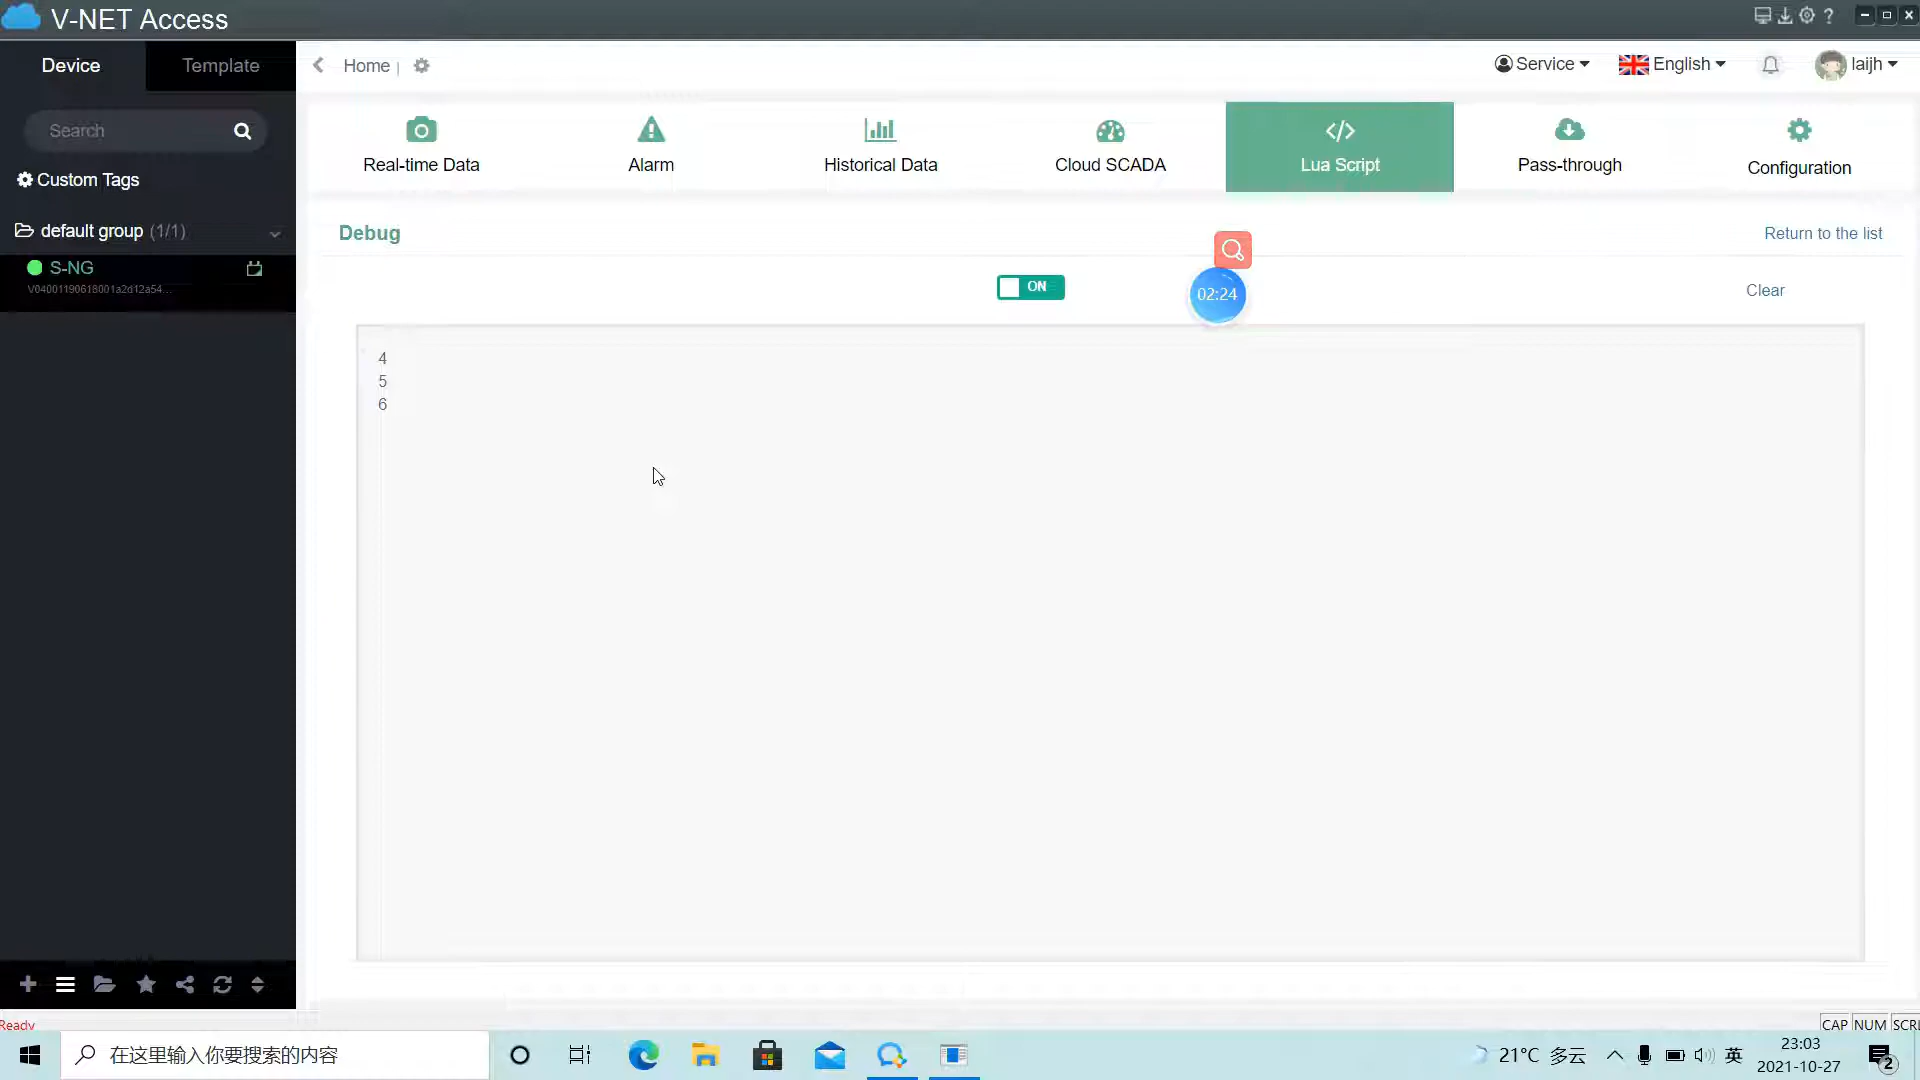 V-NET Access
Device
Template
Home |
Service
English
laijh
Search
Custom Tags
default group (1/1)
S-NG
V04001190618001a2d12a54...
Real-time Data
Alarm
Historical Data
Cloud SCADA
</>
Lua Script
Pass-through
Configuration
Debug
Return to the list
ON
02:24
Clear
4
5
6
Ready
CAP NUM SCRL
在这里输入你要搜索的内容
21°C 多云
英
23:03
2021-10-27
2